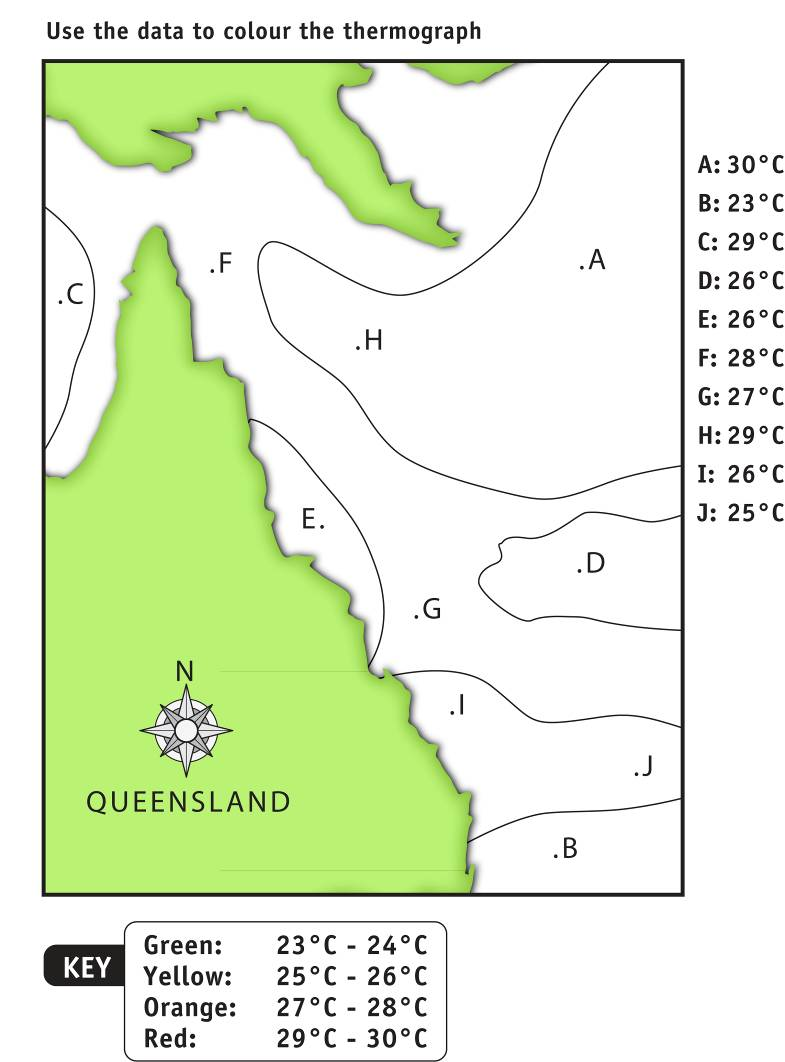 Use the data to colour the thermograph
A: 30°C
B: 23°C
C: 29°C
D: 26°C
E: 26°C
F: 28°C
G: 27°C
H: 29°C
I: 26°C
J: 25°C
.F
.A
.C
.H
E.
.D
.G
N
.I
.J
QUEENSLAND
.B
KEY
Green: 23°C - 24°C
Yellow: 25°C - 26°C
Orange: 27°C - 28°C
Red: 29°C - 30°C